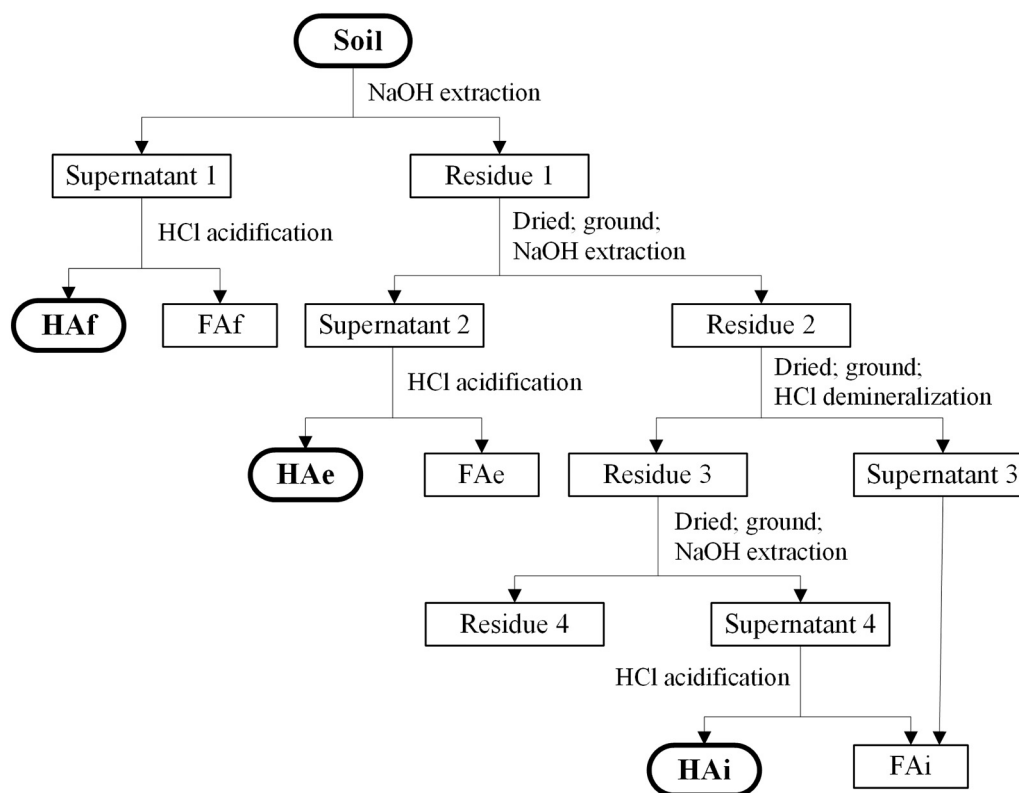 Soil
NaOH extraction
Supernatant 1
Residue 1
HCl acidification
Dried; ground;
NaOH extraction
HAf
FAf
Supernatant 2
Residue 2
HCl acidification
Dried; ground;
HCl demineralization
HAe
FAe
Residue 3
Supernatant 3
Dried; ground;
NaOH extraction
Residue 4
Supernatant 4
HCl acidification
HAi
FAi